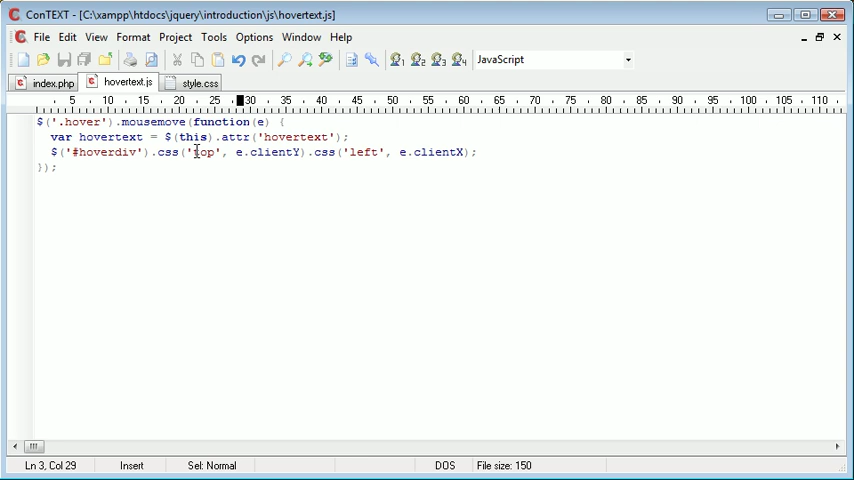 ConTEXT - [C:\xampp\htdocs\jquery\introduction\js\hovertext.js]
File Edit View Format Project Tools Options Window Help
JavaScript
index.php hovertext.js style.css
5 10 15 20 25 30 35 40 45 50 55 60 65 70 75 80 85 90 95 100 105 110
$('.hover').mousemove(function(e) {
var hovertext = $(this).attr('hovertext');
$('#hoverdiv').css('top', e.clientY).css('left', e.clientX);
});
Ln 3, Col 29 Insert Sel: Normal DOS File size: 150